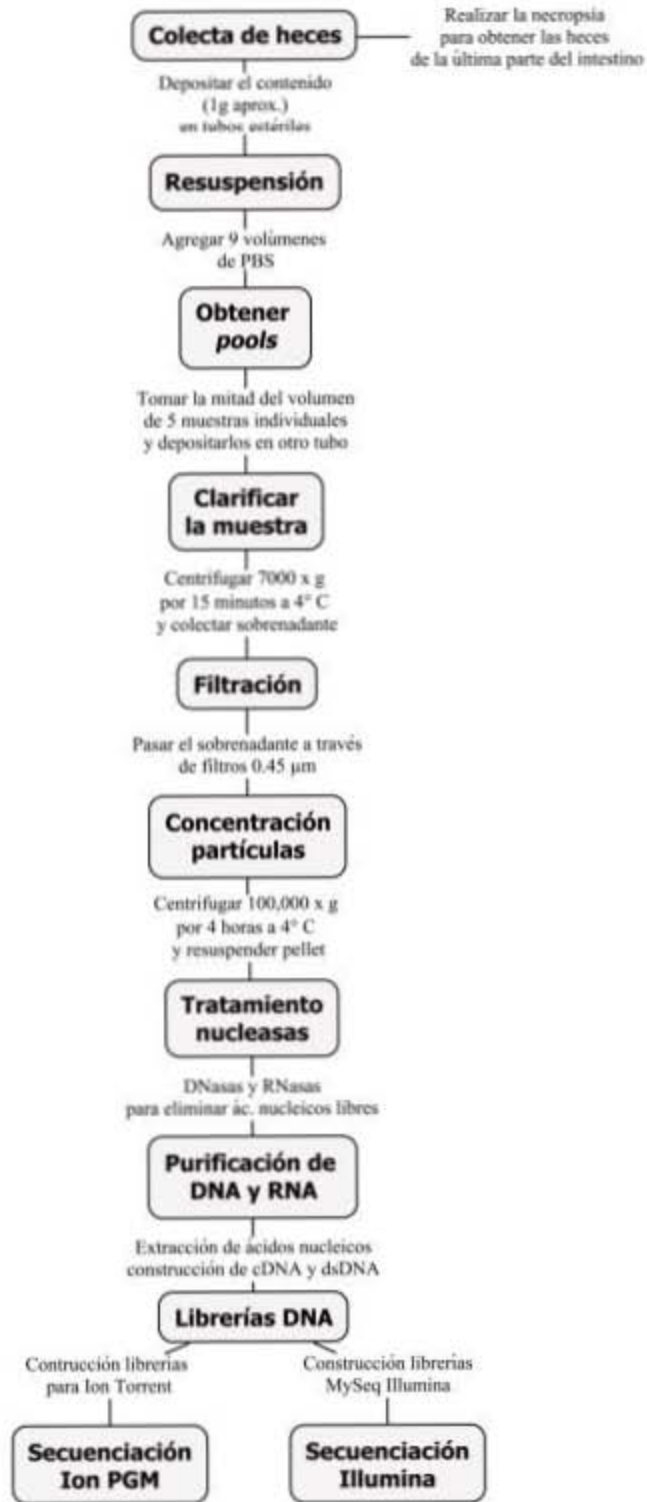 Colecta de heces
Realizar la necropsia
para obtener las heces
de la última parte del intestino
Depositar el contenido
(1g aprox.)
en tubos estériles
Resuspensión
Agregar 9 volúmenes
de PBS
Obtener
pools
Tomar la mitad del volumen
de 5 muestras individuales
y depositarlos en otro tubo
Clarificar
la muestra
Centrifugar 7000 x g
por 15 minutos a 4° C
y colectar sobrenadante
Filtración
Pasar el sobrenadante a través
de filtros 0.45 µm
Concentración
partículas
Centrifugar 100,000 x g
por 4 horas a 4° C
y resuspender pellet
Tratamiento
nucleasas
DNasas y RNasas
para eliminar ác. nucleicos libres
Purificación de
DNA y RNA
Extracción de ácidos nucleicos
construcción de cDNA y dsDNA
Librerías DNA
Contrucción librerias
para Ion Torrent
Construcción librerias
MySeq Illumina
Secuenciación
Ion PGM
Secuenciación
Illumina